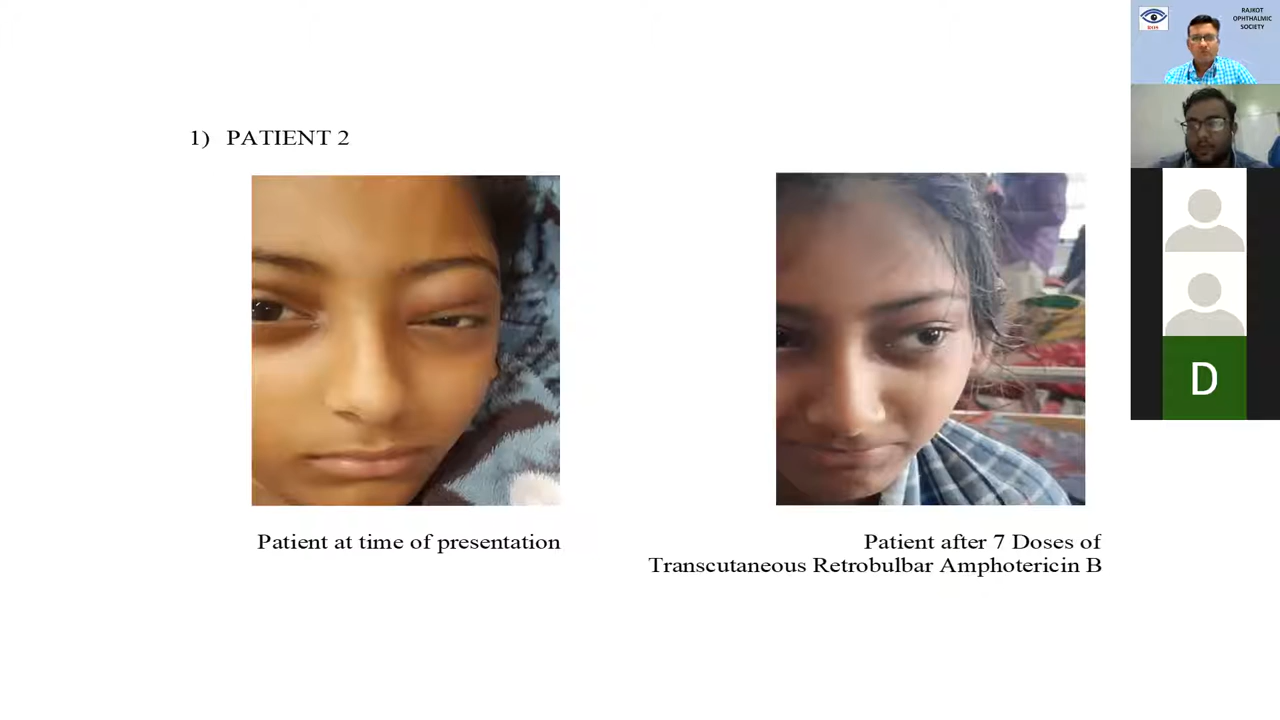 RAJKOT
OPHTHALMIC
SOCIETY
1) PATIENT 2
Patient at time of presentation
Patient after 7 Doses of
Transcutaneous Retrobulbar Amphotericin B
D